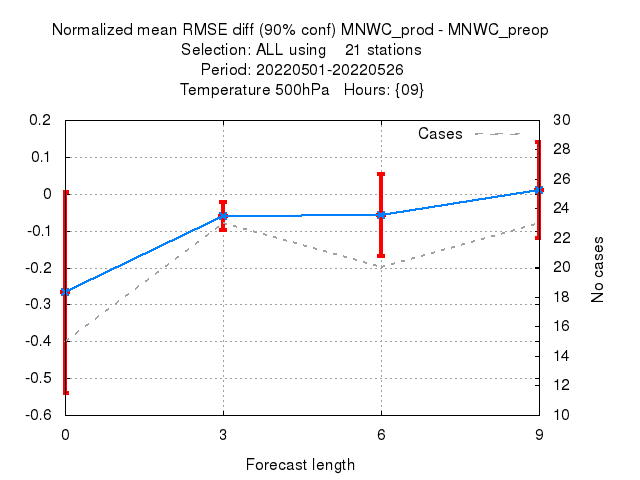 Normalized mean RMSE diff (90% conf) MNWC_prod - MNWC_preop
Selection: ALL using 21 stations
Period: 20220501-20220526
Temperature 500hPa Hours: {09}
Cases
0.2
0.1
0
-0.1
-0.2
-0.3
-0.4
-0.5
-0.6
30
28
26
24
22
20
18
16
14
12
10
No cases
0 3 6 9
Forecast length